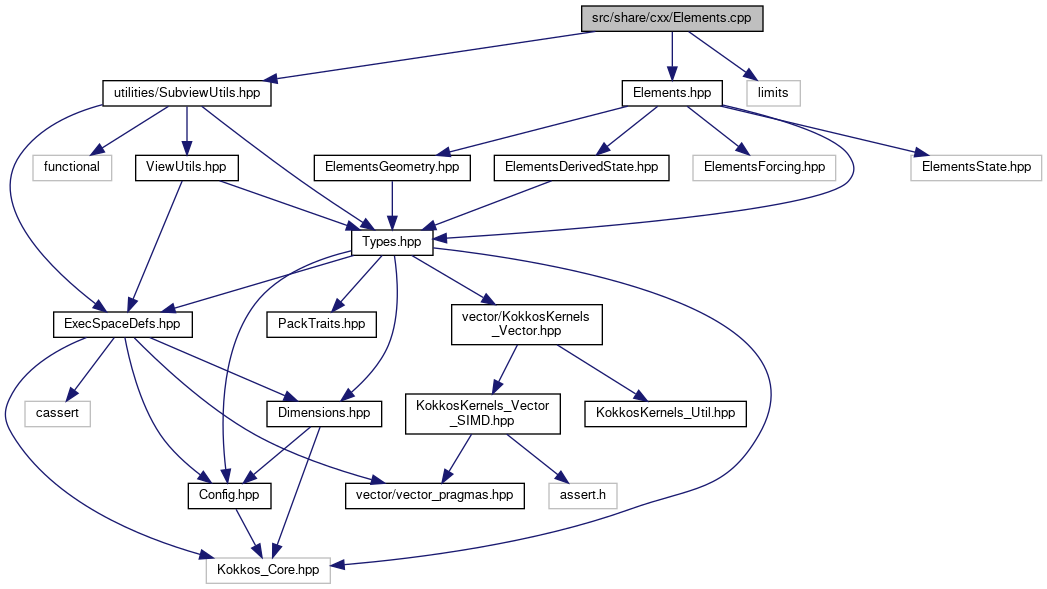 src/share/cxx/Elements.cpp
utilities/SubviewUtils.hpp
Elements.hpp
limits
functional
ViewUtils.hpp
ElementsGeometry.hpp
ElementsDerivedState.hpp
ElementsForcing.hpp
ElementsState.hpp
Types.hpp
ExecSpaceDefs.hpp
PackTraits.hpp
vector/KokkosKernels
_Vector.hpp
cassert
Dimensions.hpp
KokkosKernels_Vector
_SIMD.hpp
KokkosKernels_Util.hpp
Config.hpp
vector/vector_pragmas.hpp
assert.h
Kokkos_Core.hpp